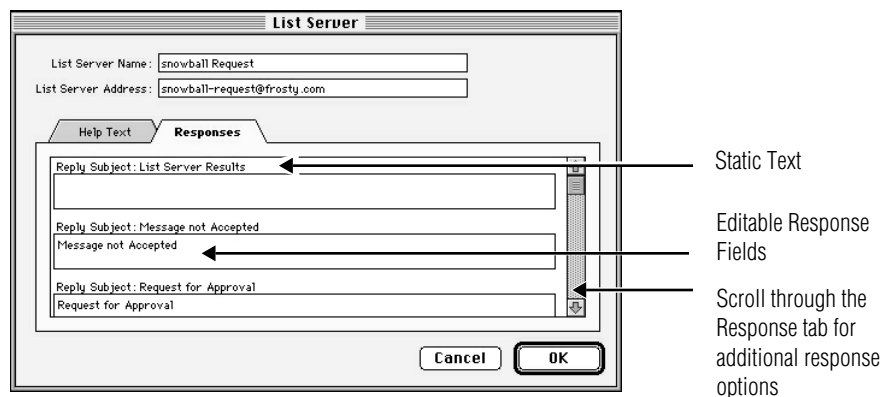 List Server
List Server Name: snowball Request
List Server Address: snowball-request@frosty.com
Help Text
Responses
Reply Subject: List Server Results
Reply Subject: Message not Accepted
Message not Accepted
Reply Subject: Request for Approval
Request for Approval
Cancel
OK
Static Text
Editable Response
Fields
Scroll through the
Response tab for
additional response
options